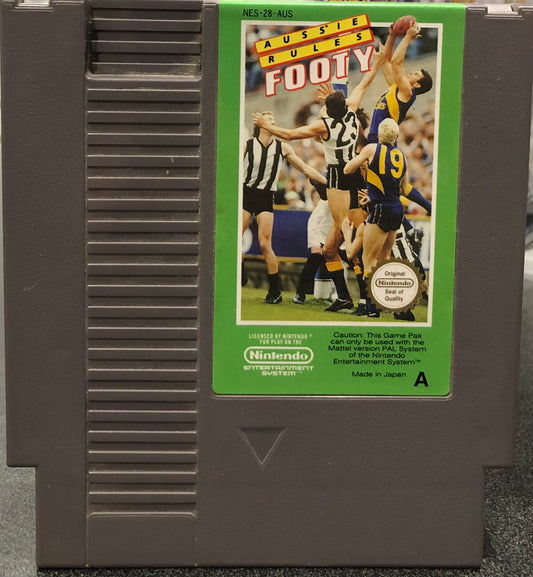 NES-28-AUS
AUSSIE
RULES
FOOTY
23
19
Original
Nintendo
Seal of
Quality
LICENSED BY NINTENDO®
FOR PLAY ON THE
Nintendo
ENTERTAINMENT
SYSTEM™
Caution: This Game Pak
can only be used with the
Mattel version PAL System
of the Nintendo
Entertainment System™
Made in Japan
A